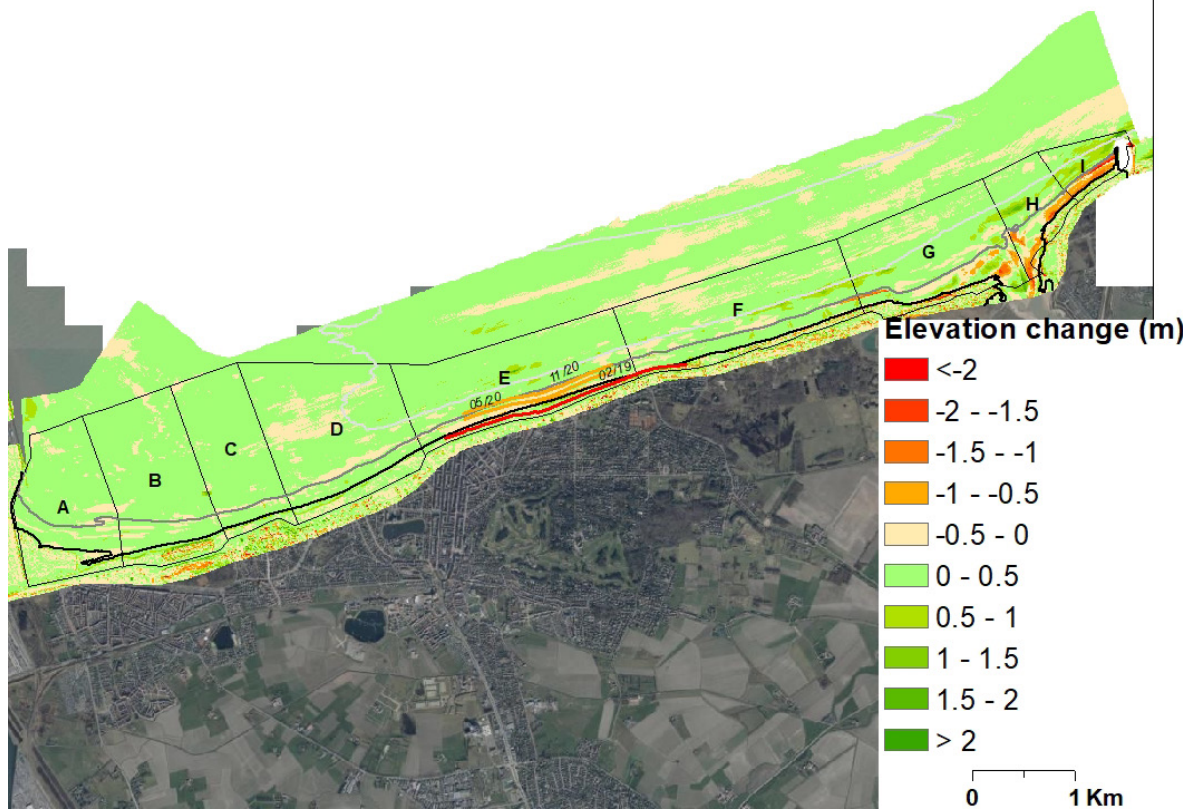 I
H
G
F
E
11/20
02/19
05/20
D
C
B
A
Elevation change (m)
<-2
-2 - -1.5
-1.5 - -1
-1 - -0.5
-0.5 - 0
0 - 0.5
0.5 - 1
1 - 1.5
1.5 - 2
> 2
0 1 Km